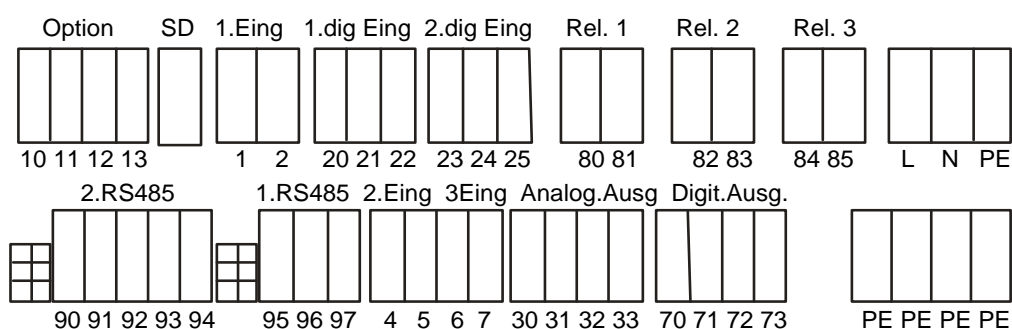 Option SD 1.Eing 1.dig Eing 2.dig Eing Rel. 1 Rel. 2 Rel. 3
10 11 12 13 1 2 20 21 22 23 24 25 80 81 82 83 84 85 L N PE
2.RS485 1.RS485 2.Eing 3Eing Analog.Ausg Digit.Ausg.
90 91 92 93 94 95 96 97 4 5 6 7 30 31 32 33 70 71 72 73 PE PE PE PE